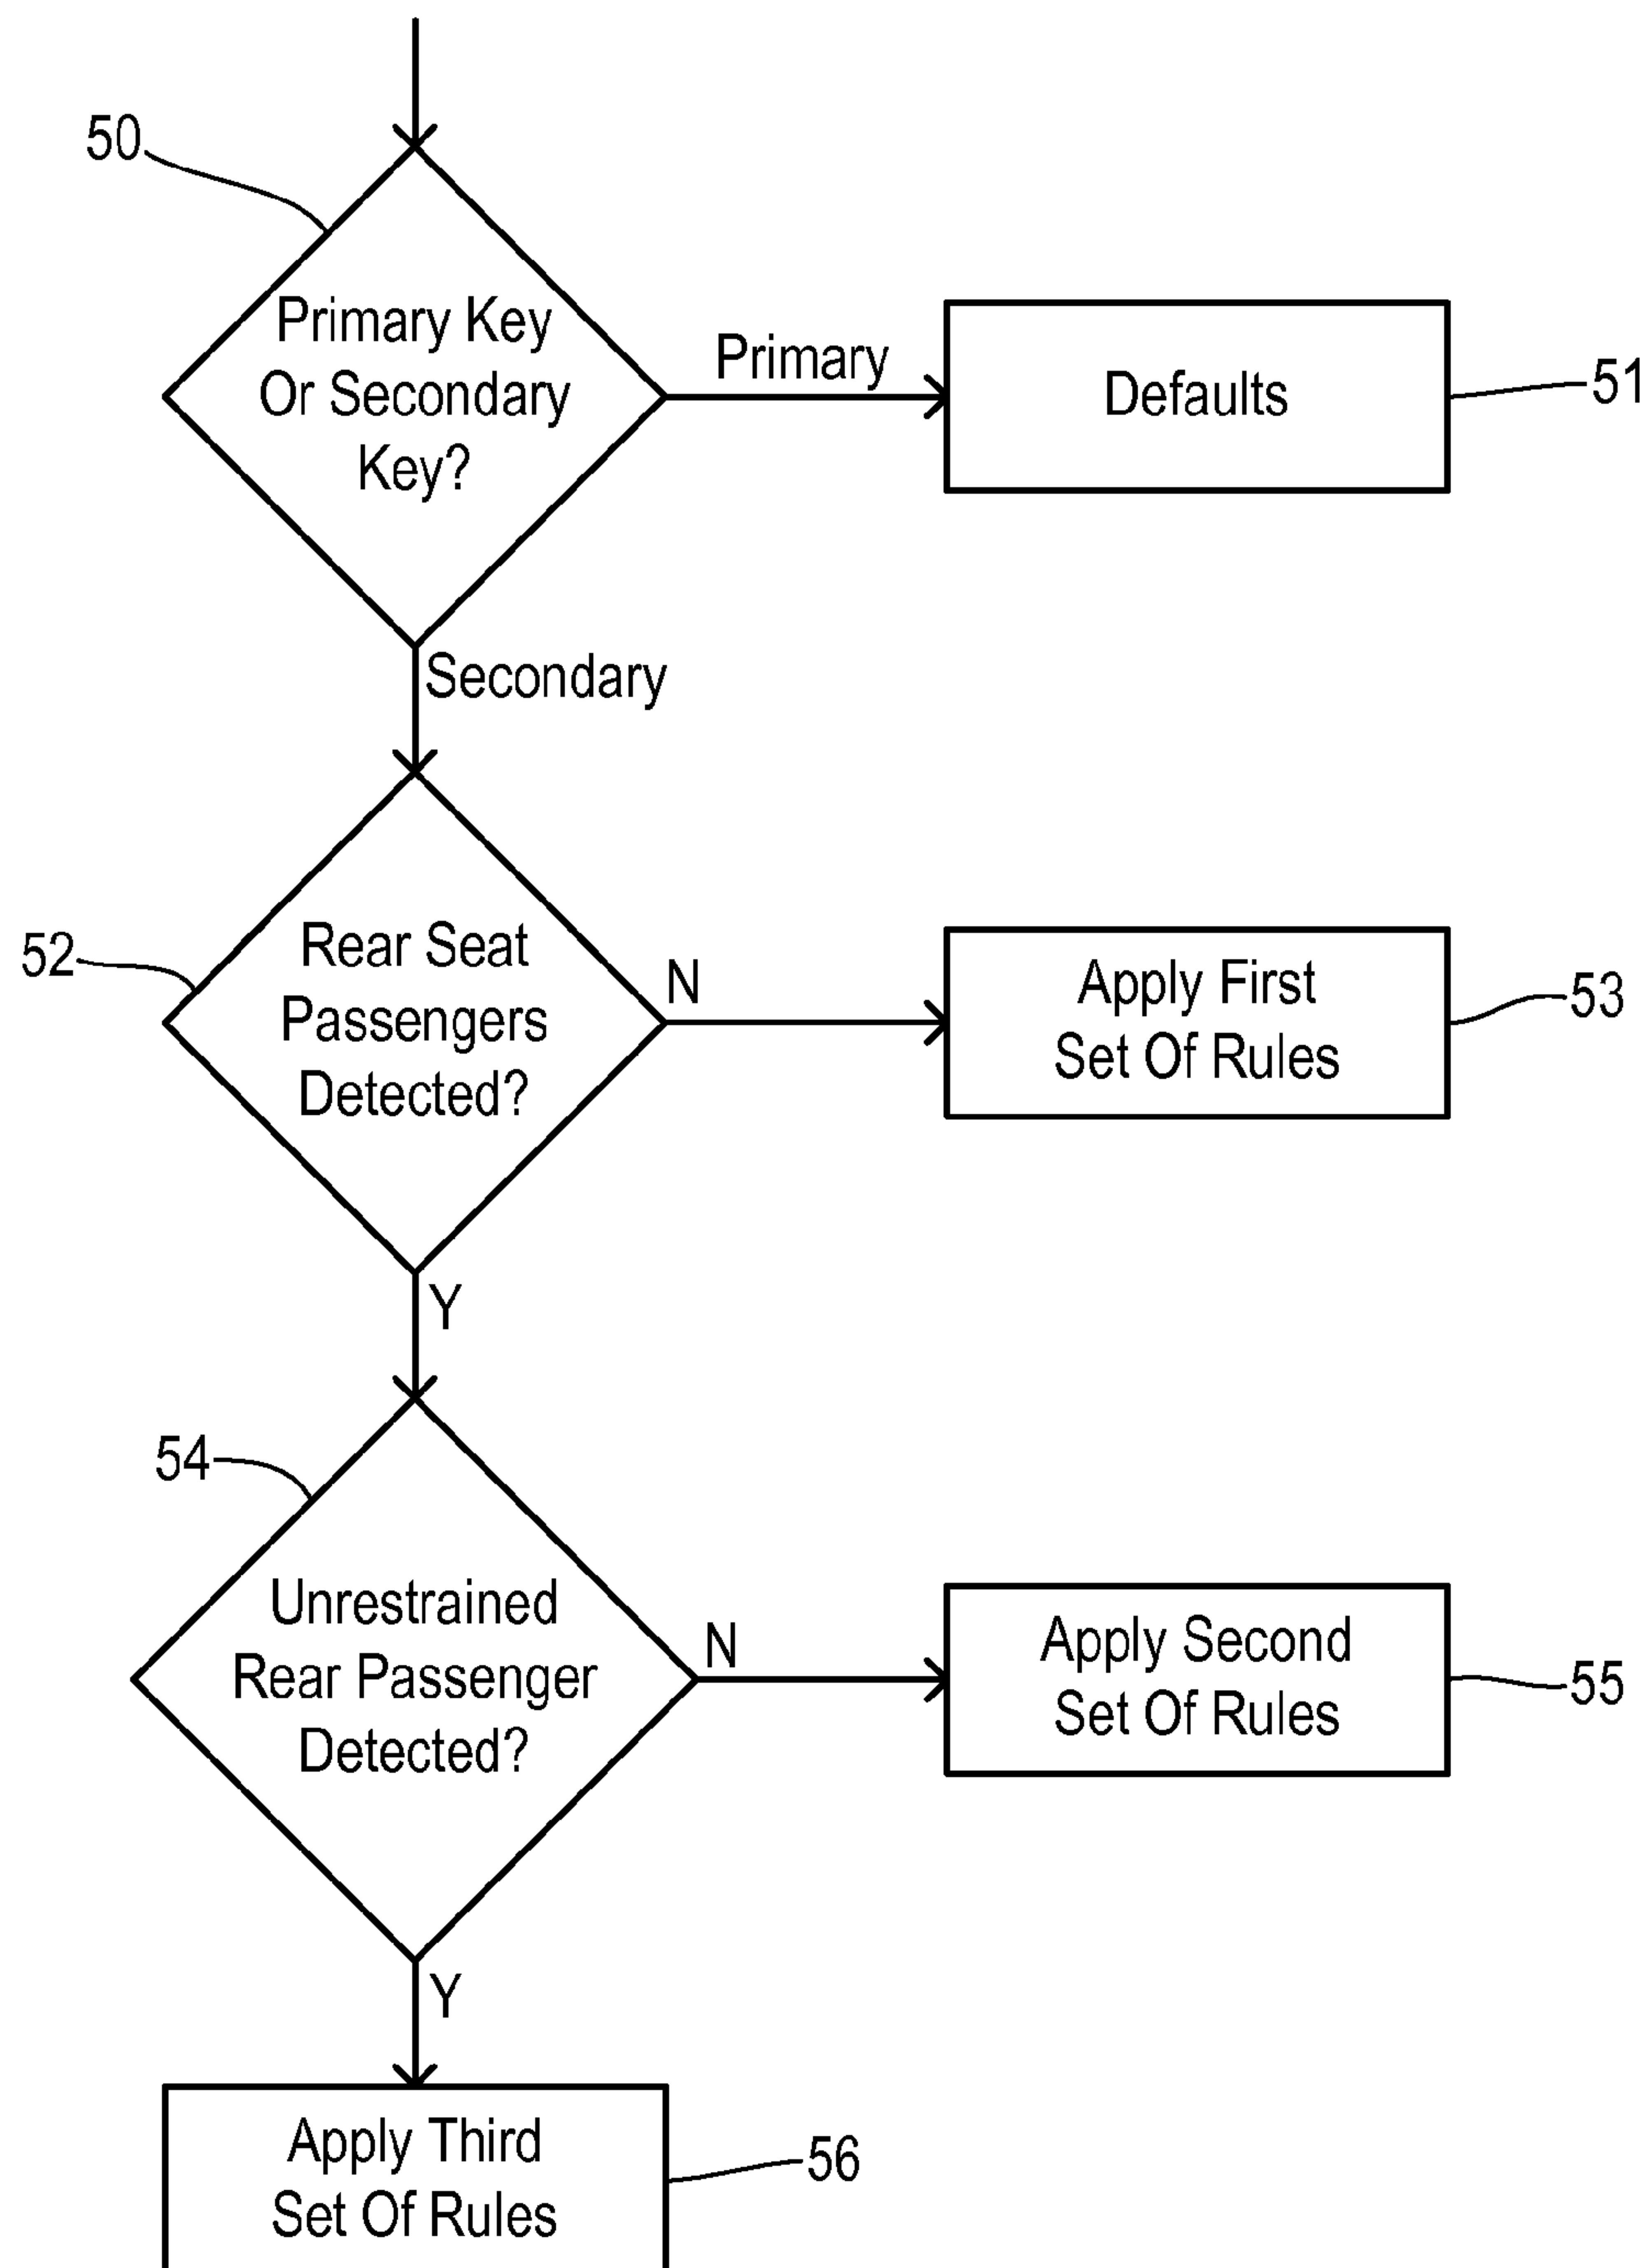 50
Primary Key
Or Secondary
Key?
Primary
Defaults
51
Secondary
52
Rear Seat
Passengers
Detected?
N
Apply First
Set Of Rules
53
Y
54
Unrestrained
Rear Passenger
Detected?
N
Apply Second
Set Of Rules
55
Y
Apply Third
Set Of Rules
56